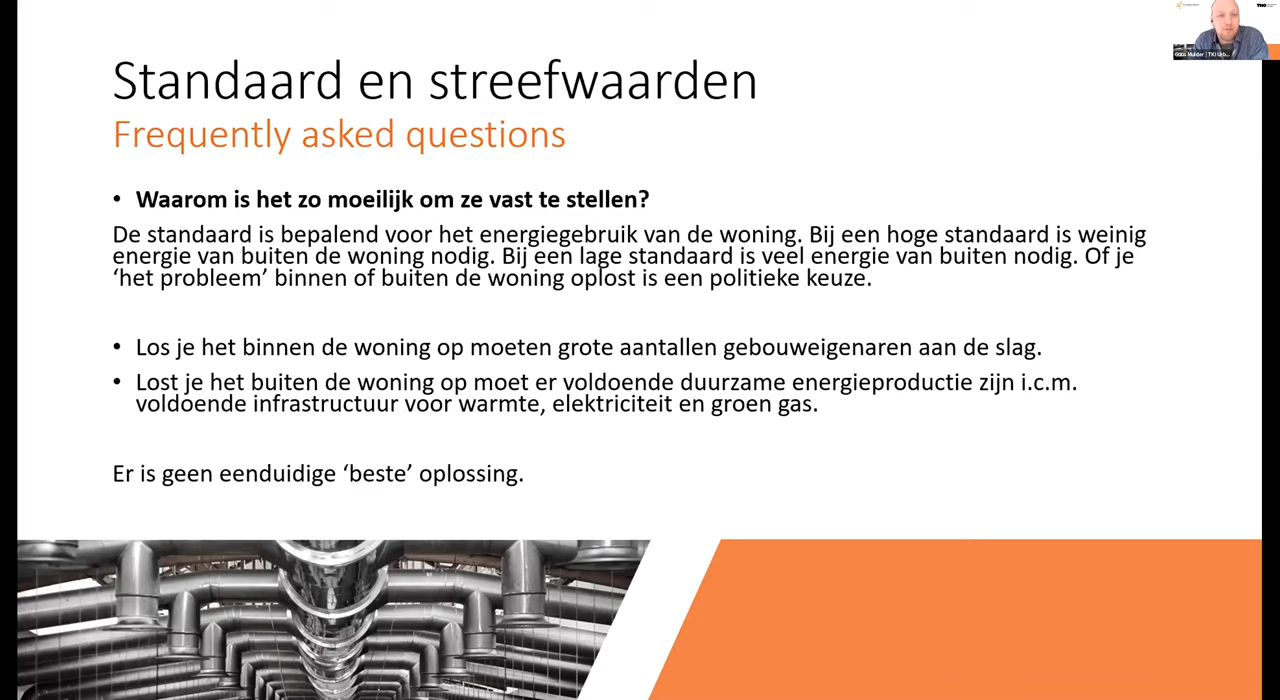 Standaard en streefwaarden
Frequently asked questions
• Waarom is het zo moeilijk om ze vast te stellen?
De standaard is bepalend voor het energiegebruik van de woning. Bij een hoge standaard is weinig
energie van buiten de woning nodig. Bij een lage standaard is veel energie van buiten nodig. Of je
‘het probleem’ binnen of buiten de woning oplost is een politieke keuze.
• Los je het binnen de woning op moeten grote aantallen gebouweigenaren aan de slag.
• Lost je het buiten de woning op moet er voldoende duurzame energieproductie zijn i.c.m.
voldoende infrastructuur voor warmte, elektriciteit en groen gas.
Er is geen eenduidige ‘beste’ oplossing.
TNO
Mulder | TKI